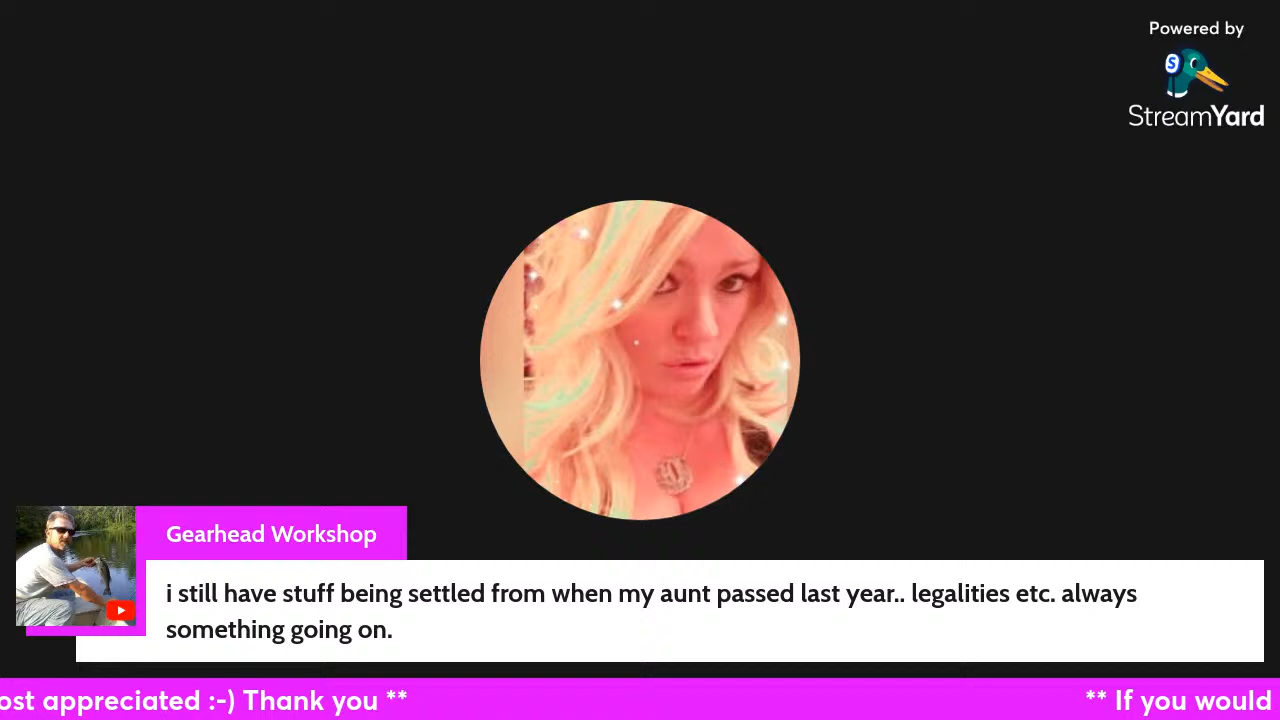 Powered by
S
StreamYard
Gearhead Workshop
i still have stuff being settled from when my aunt passed last year.. legalities etc. always
something going on.
ost appreciated :-) Thank you ** ** If you would